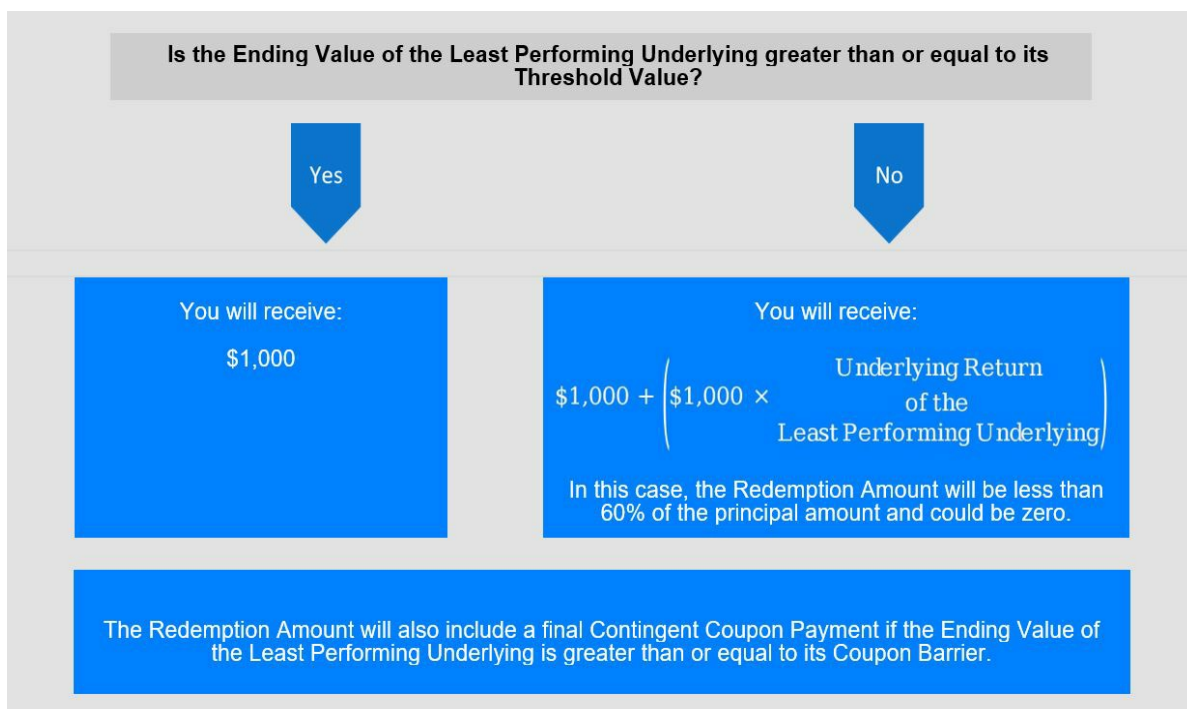 Is the Ending Value of the Least Performing Underlying greater than or equal to its
Threshold Value?
Yes
No
You will receive:
$1,000
You will receive:
$1,000 + ($1,000 × Underlying Return
of the
Least Performing Underlying)
In this case, the Redemption Amount will be less than
60% of the principal amount and could be zero.
The Redemption Amount will also include a final Contingent Coupon Payment if the Ending Value of
the Least Performing Underlying is greater than or equal to its Coupon Barrier.